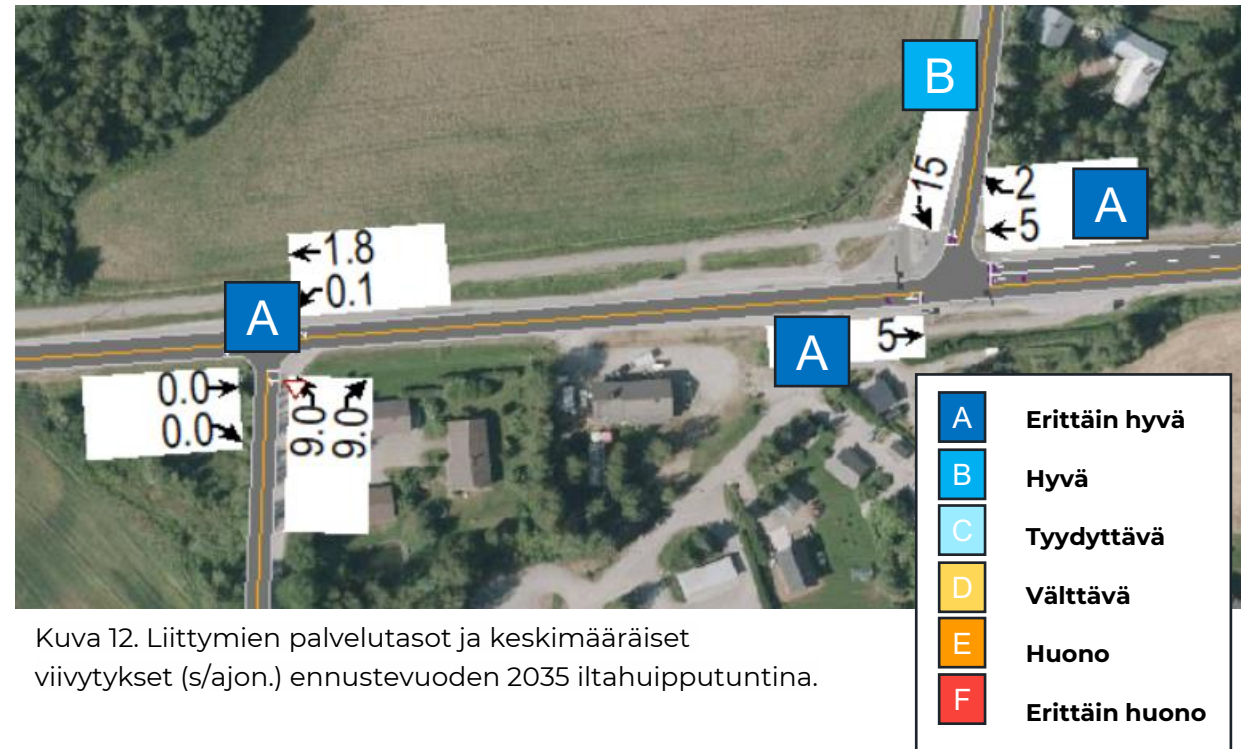 B
15
2
5
A
1.8
0.1
A
0.0
0.0
9.0
9.0
A
5
A Erittäin hyvä
B Hyvä
C Tyydyttävä
D Välttävä
E Huono
F Erittäin huono
Kuva 12. Liittymien palvelutasot ja keskimääräiset
viivytykset (s/ajon.) ennustevuoden 2035 iltahuipputuntina.